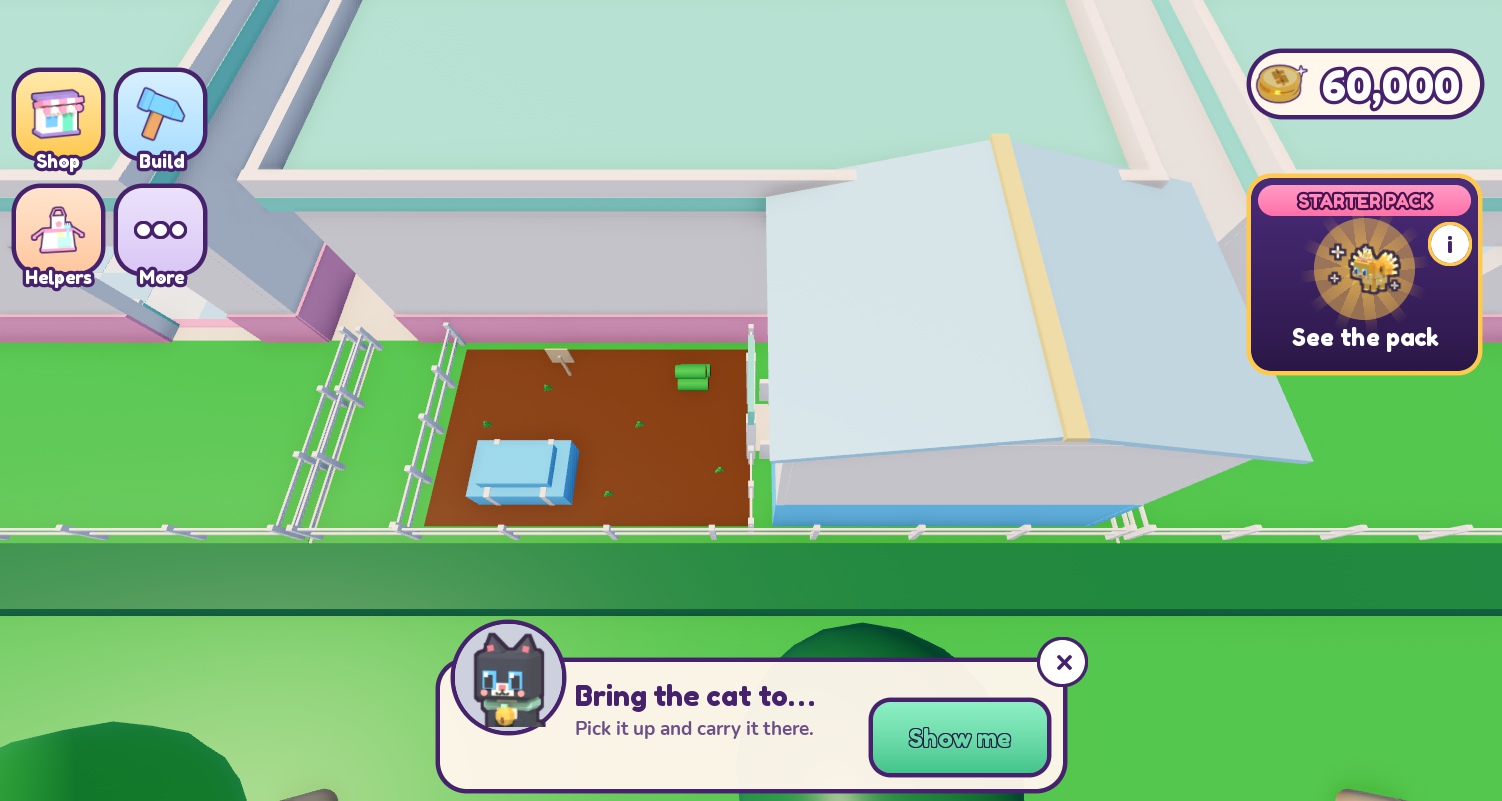 60,000
Shop
Build
STARTER PACK
i
Helpers
More
See the pack
Bring the cat to...
Pick it up and carry it there.
Show me